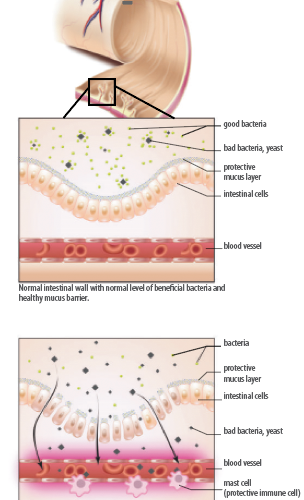 good bacteria
bad bacteria, yeast
protective
mucus layer
intestinal cells
blood vessel
Normal intestinal wall with normal level of beneficial bacteria and
healthy mucus barrier.
bacteria
protective
mucus layer
intestinal cells
bad bacteria, yeast
blood vessel
mast cell
(protective immune cell)